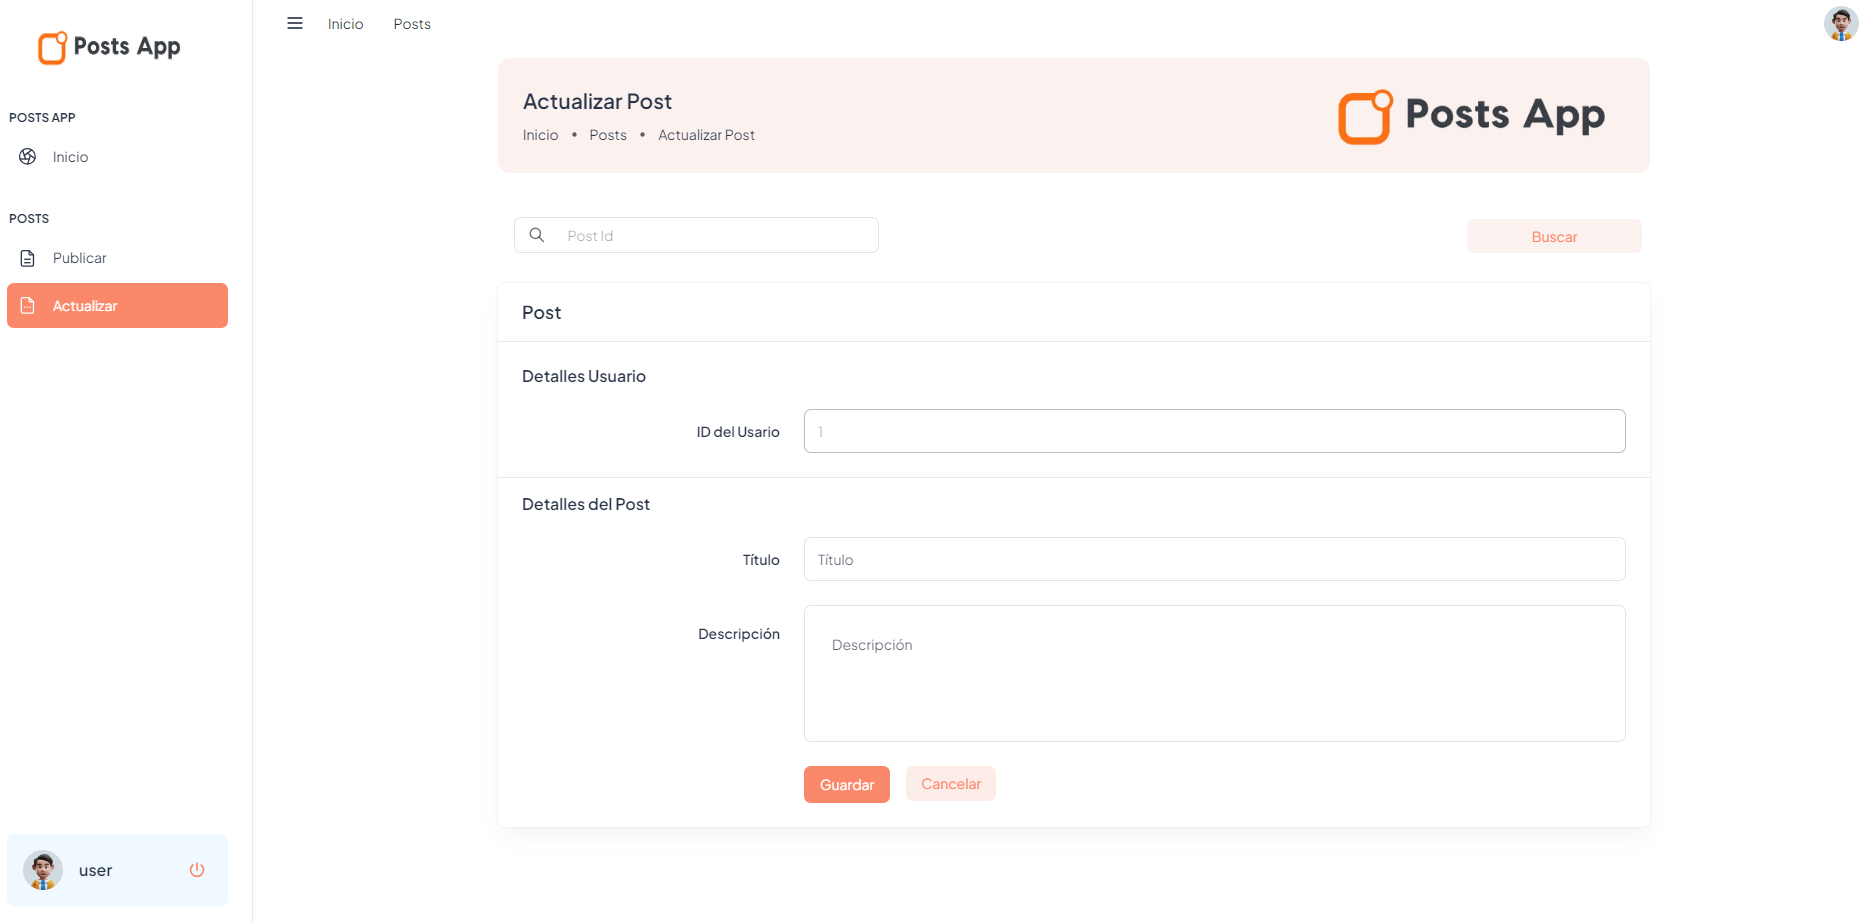 Posts App
Inicio
Posts
POSTS APP
Inicio
POSTS
Publicar
Actualizar
Actualizar Post
Inicio • Posts • Actualizar Post
Posts App
Post Id
Buscar
Post
Detalles Usuario
ID del Usario
1
Detalles del Post
Título
Título
Descripción
Descripción
Guardar
Cancelar
user